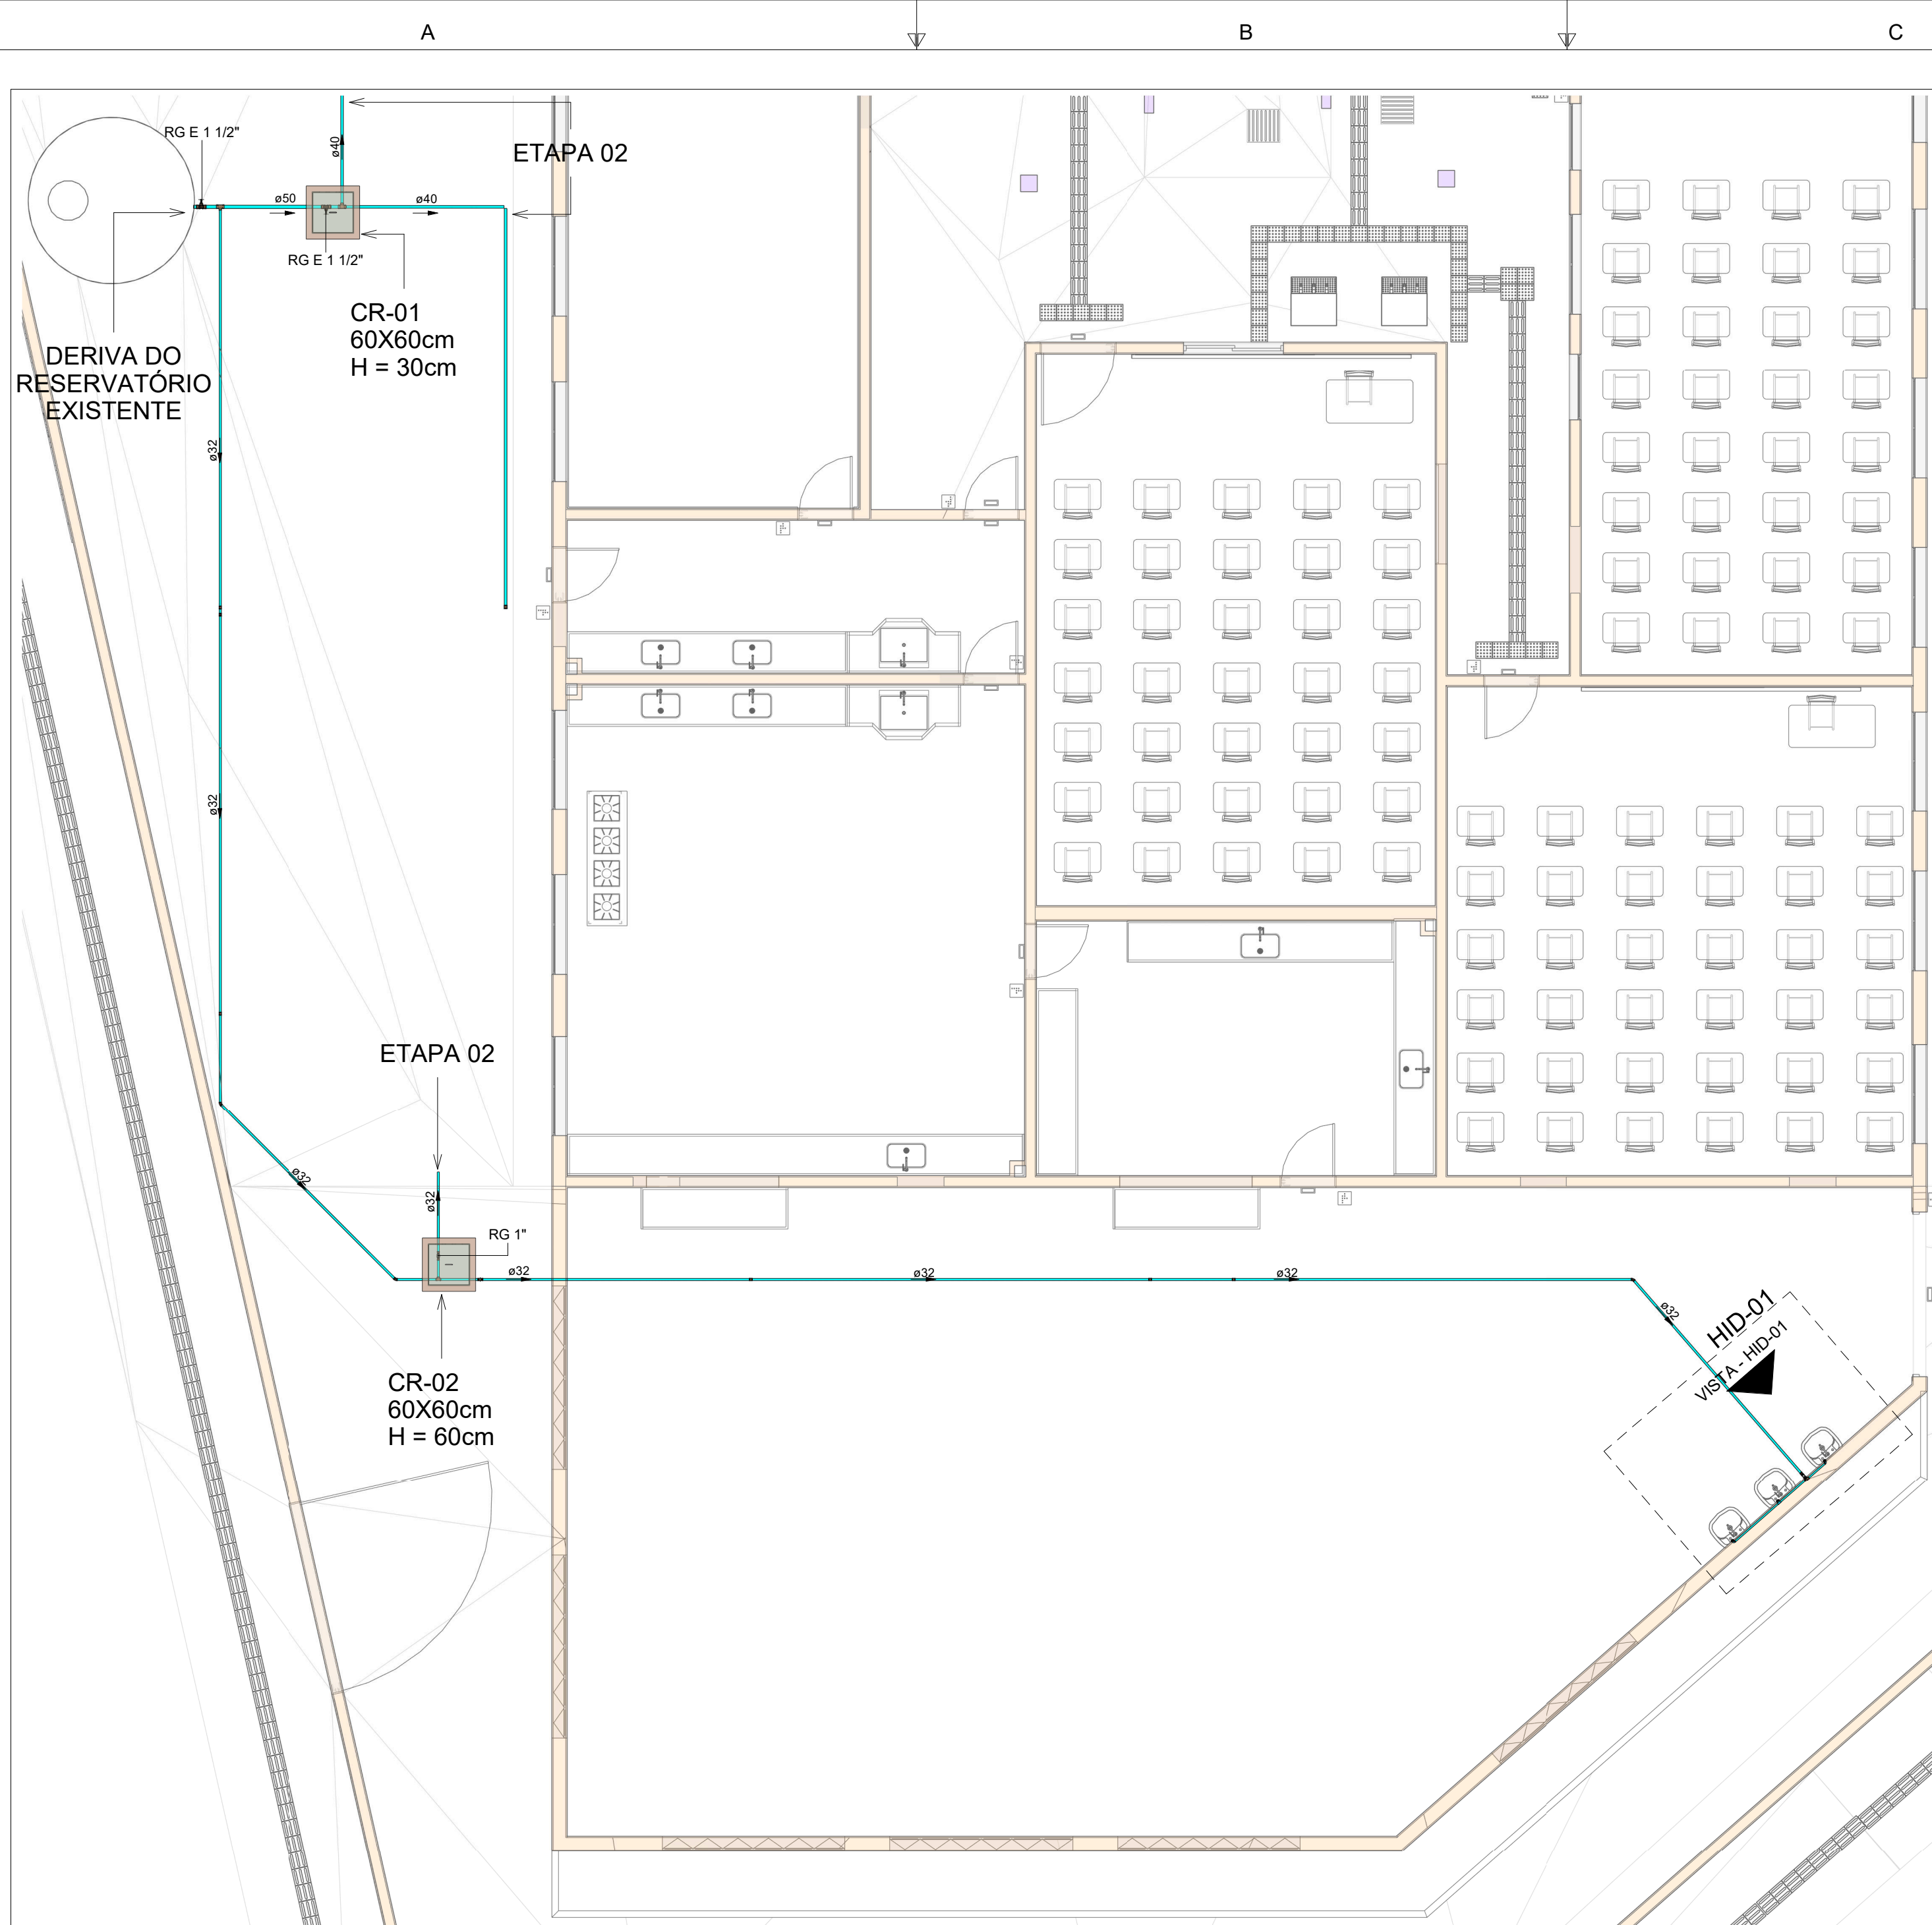 A
B
C
RG E 1 1/2"
ø40
ETAPA 02
ø50
ø40
RG E 1 1/2"
CR-01
60X60cm
H = 30cm
DERIVA DO
RESERVATÓRIO
EXISTENTE
ø32
ø32
ETAPA 02
ø32
ø32
RG 1"
ø32
ø32
ø32
ø32
HID-01
VISTA - HID-01
CR-02
60X60cm
H = 60cm